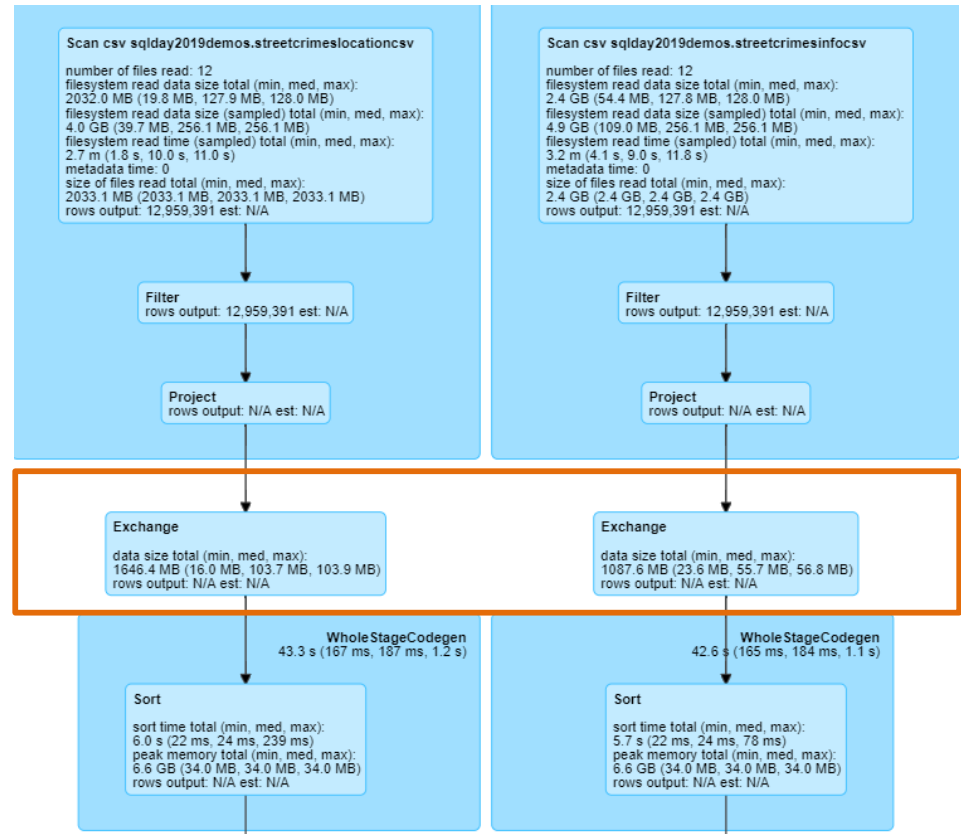 Scan csv sqlday2019demos.streetcrimeslocationcsv
number of files read: 12
filesystem read data size total (min, med, max):
2032.0 MB (19.8 MB, 127.9 MB, 128.0 MB)
filesystem read data size (sampled) total (min, med, max):
4.0 GB (39.7 MB, 256.1 MB, 256.1 MB)
filesystem read time (sampled) total (min, med, max):
2.7 m (1.8 s, 10.0 s, 11.0 s)
metadata time: 0
size of files read total (min, med, max):
2033.1 MB (2033.1 MB, 2033.1 MB, 2033.1 MB)
rows output: 12,959,391 est: N/A
Filter
rows output: 12,959,391 est: N/A
Project
rows output: N/A est: N/A
Exchange
data size total (min, med, max):
1646.4 MB (16.0 MB, 103.7 MB, 103.9 MB)
rows output: N/A est: N/A
WholeStageCodegen
43.3 s (167 ms, 187 ms, 1.2 s)
Sort
sort time total (min, med, max):
6.0 s (22 ms, 24 ms, 239 ms)
peak memory total (min, med, max):
6.6 GB (34.0 MB, 34.0 MB, 34.0 MB)
rows output: N/A est: N/A
Scan csv sqlday2019demos.streetcrimesinfocsv
number of files read: 12
filesystem read data size total (min, med, max):
2.4 GB (54.4 MB, 127.8 MB, 128.0 MB)
filesystem read data size (sampled) total (min, med, max):
4.9 GB (109.0 MB, 256.1 MB, 256.1 MB)
filesystem read time (sampled) total (min, med, max):
3.2 m (4.1 s, 9.0 s, 11.8 s)
metadata time: 0
size of files read total (min, med, max):
2.4 GB (2.4 GB, 2.4 GB, 2.4 GB)
rows output: 12,959,391 est: N/A
Filter
rows output: 12,959,391 est: N/A
Project
rows output: N/A est: N/A
Exchange
data size total (min, med, max):
1087.6 MB (23.6 MB, 55.7 MB, 56.8 MB)
rows output: N/A est: N/A
WholeStageCodegen
42.6 s (165 ms, 184 ms, 1.1 s)
Sort
sort time total (min, med, max):
5.7 s (22 ms, 24 ms, 78 ms)
peak memory total (min, med, max):
6.6 GB (34.0 MB, 34.0 MB, 34.0 MB)
rows output: N/A est: N/A